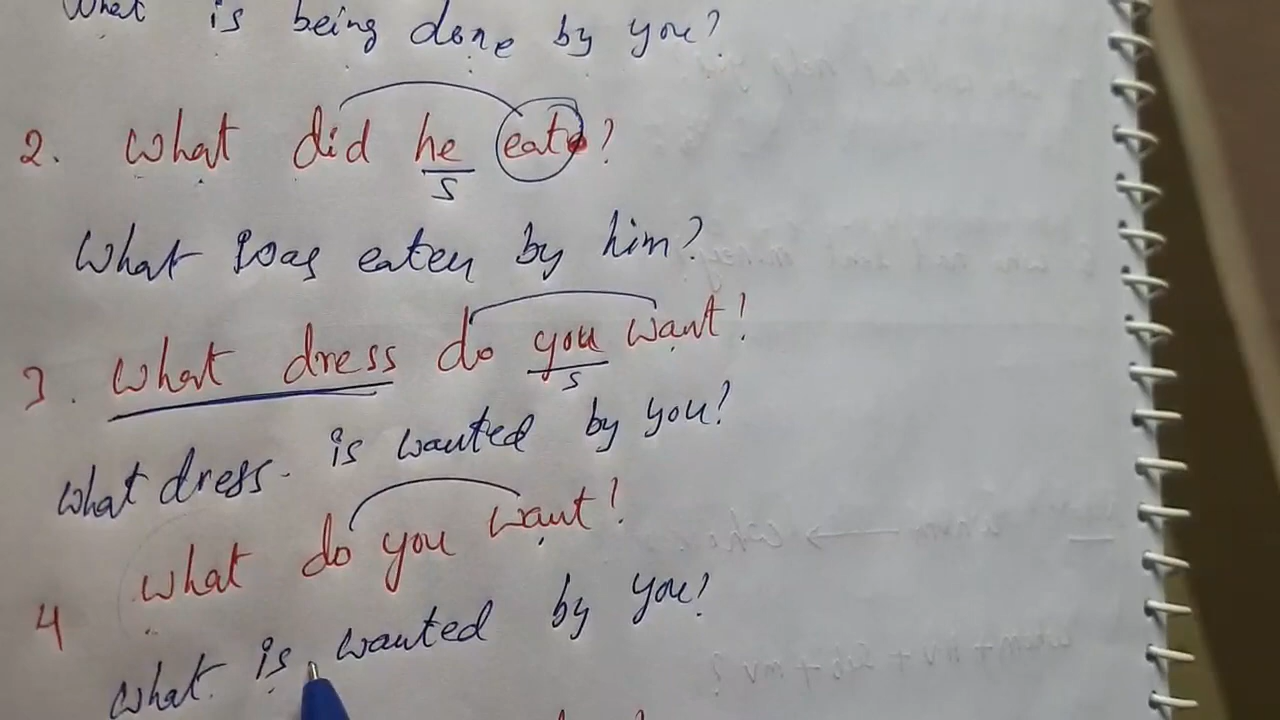 What is being done by you?
2. What did he eat?
s
What was eaten by him?
3. What dress do you want?
s
What dress is wanted by you?
4 What do you want?
What is wanted by you?